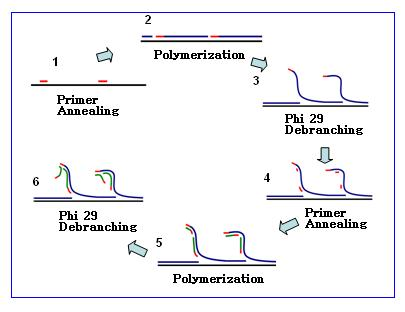 1
Primer
Annealing
2
Polymerization
3
Phi 29
Debranching
4
Primer
Annealing
5
Polymerization
6
Phi 29
Debranching